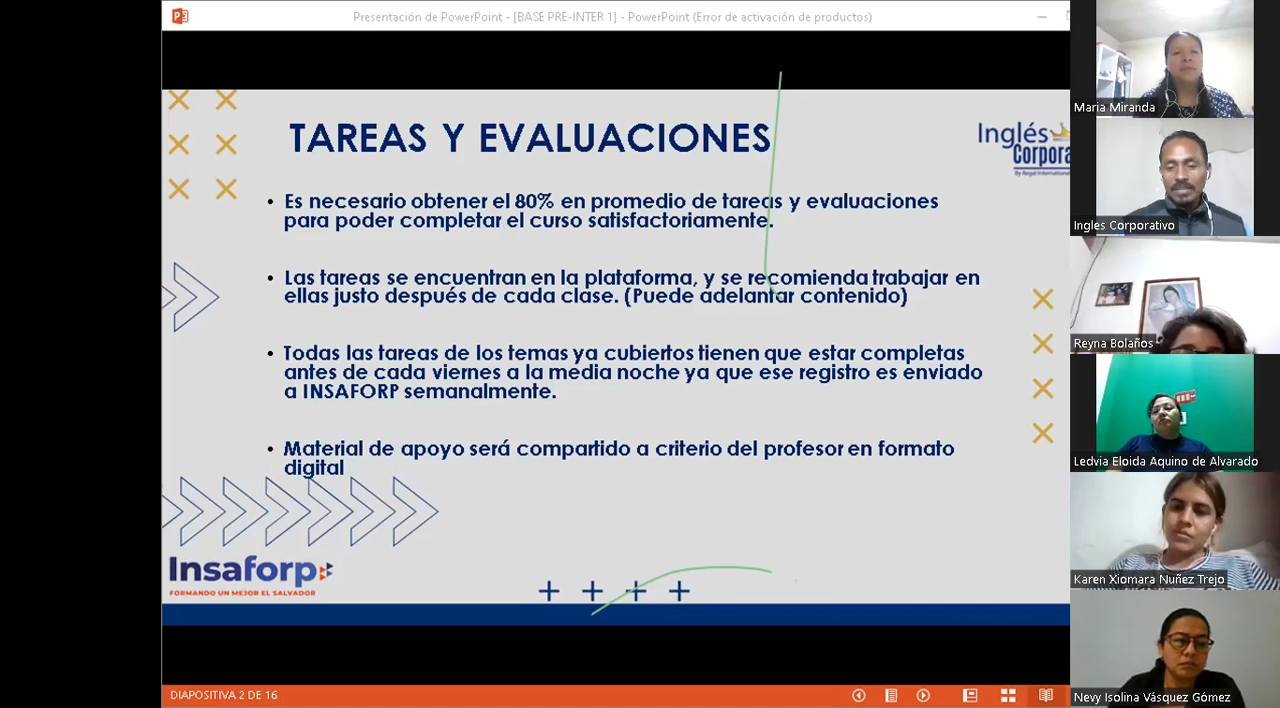 Presentación de PowerPoint - [BASE PRE-INTER 1] - PowerPoint (Error de activación de productos)
TAREAS Y EVALUACIONES
Inglés
Corpora
By Regal International
• Es necesario obtener el 80% en promedio de tareas y evaluaciones
para poder completar el curso satisfactoriamente.
• Las tareas se encuentran en la plataforma, y se recomienda trabajar en
ellas justo después de cada clase. (Puede adelantar contenido)
• Todas las tareas de los temas ya cubiertos tienen que estar completas
antes de cada viernes a la media noche ya que ese registro es enviado
a INSAFORP semanalmente.
• Material de apoyo será compartido a criterio del profesor en formato
digital
Insaforp
FORMANDO UN MEJOR EL SALVADOR
DIAPOSITIVA 2 DE 16
Maria Miranda
Ingles Corporativo
Reyna Bolaños
Ledvia Eloida Aquino de Alvarado
Karen Xiomara Nuñez Trejo
Nevy Isolina Vásquez Gómez